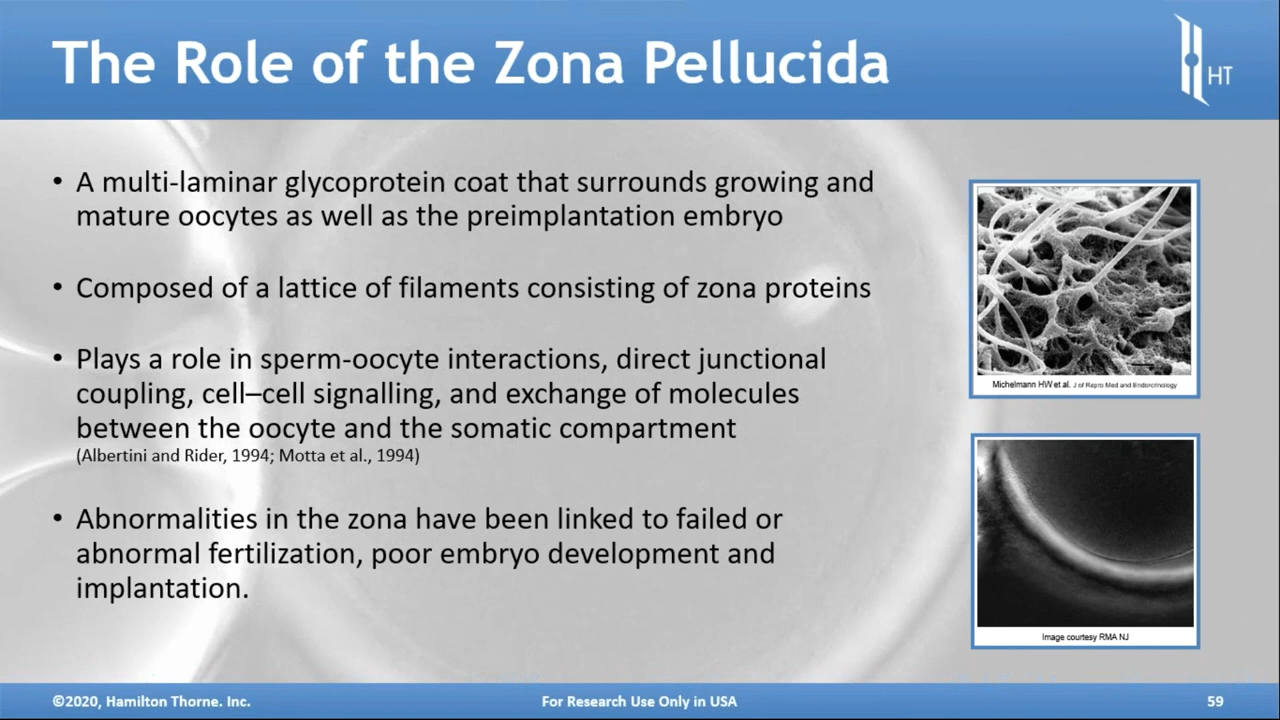 The Role of the Zona Pellucida
HT
• A multi-laminar glycoprotein coat that surrounds growing and
mature oocytes as well as the preimplantation embryo
• Composed of a lattice of filaments consisting of zona proteins
• Plays a role in sperm-oocyte interactions, direct junctional
coupling, cell–cell signalling, and exchange of molecules
between the oocyte and the somatic compartment
(Albertini and Rider, 1994; Motta et al., 1994)
• Abnormalities in the zona have been linked to failed or
abnormal fertilization, poor embryo development and
implantation.
Michelmann HW et al. J of Repro Med and Endorcrinology
Image courtesy RMA NJ
©2020, Hamilton Thorne. Inc.
For Research Use Only in USA
59